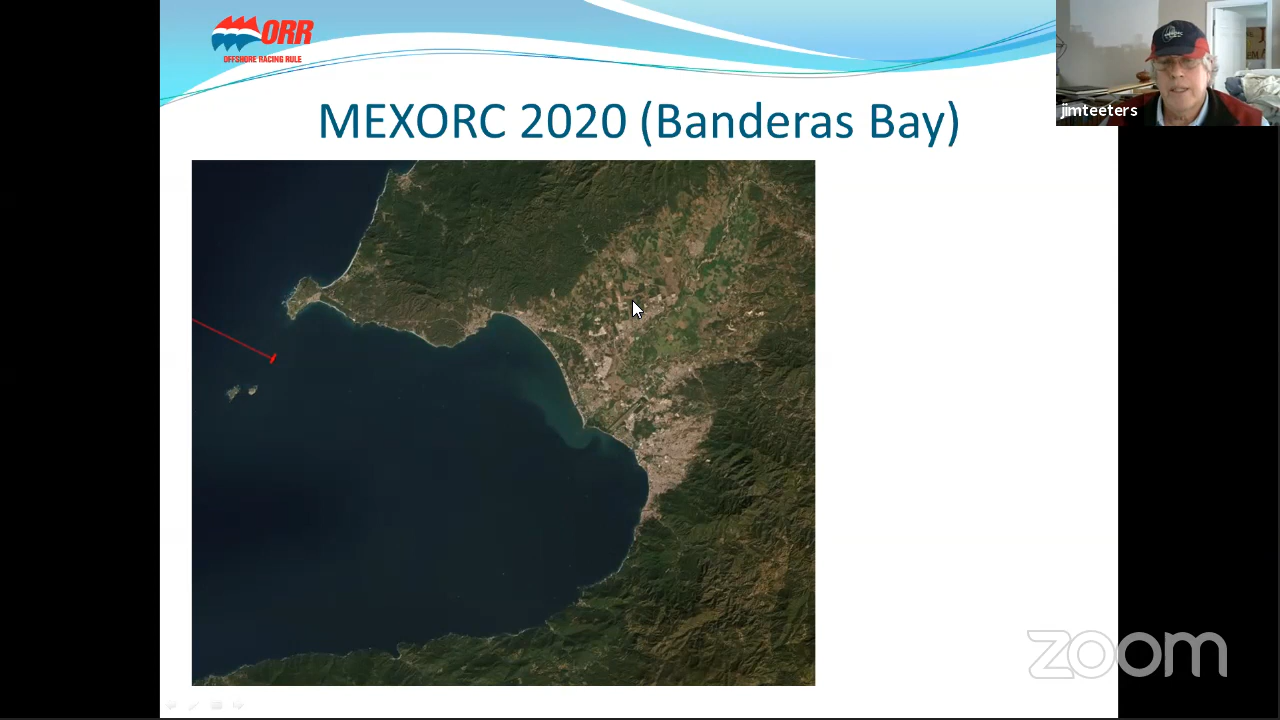 ORR
OFFSHORE RACING RULE
MEXORC 2020 (Banderas Bay)
jimteeters
zoom